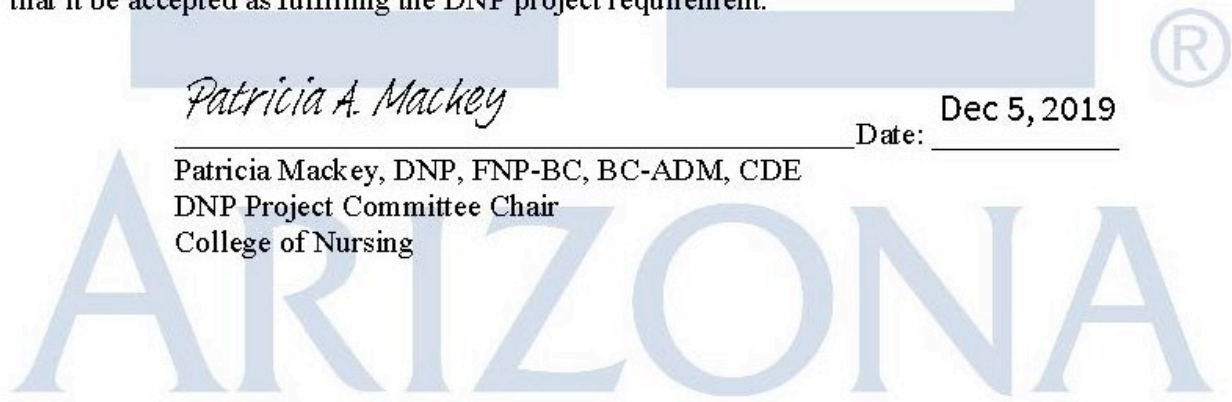 that it be accepted as fulfilling the DNP project requirement.
®
Patricia A. Mackey
Date: Dec 5, 2019
Patricia Mackey, DNP, FNP-BC, BC-ADM, CDE
DNP Project Committee Chair
College of Nursing
ARIZONA